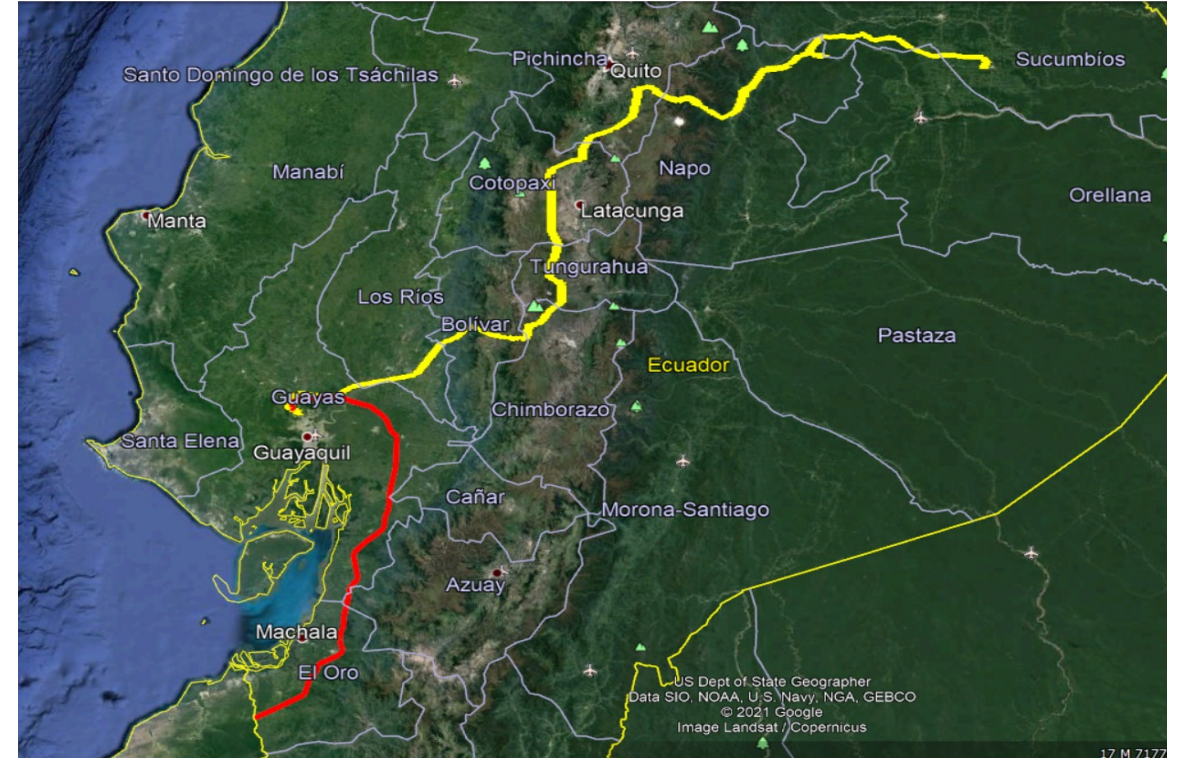 Pichincha
Quito
Sucumbíos
Santo Domingo de los Tsáchilas
Manabí
Cotopaxi
Napo
Orellana
Manta
Latacunga
Tungurahua
Los Ríos
Bolívar
Pastaza
Ecuador
Guayas
Chimborazo
Santa Elena
Guayaquil
Cañar
Morona-Santiago
Azuay
Machala
El Oro
US Dept of State Geographer
Data SIO, NOAA, U.S. Navy, NGA, GEBCO
© 2021 Google
Image Landsat / Copernicus
17 M 7177